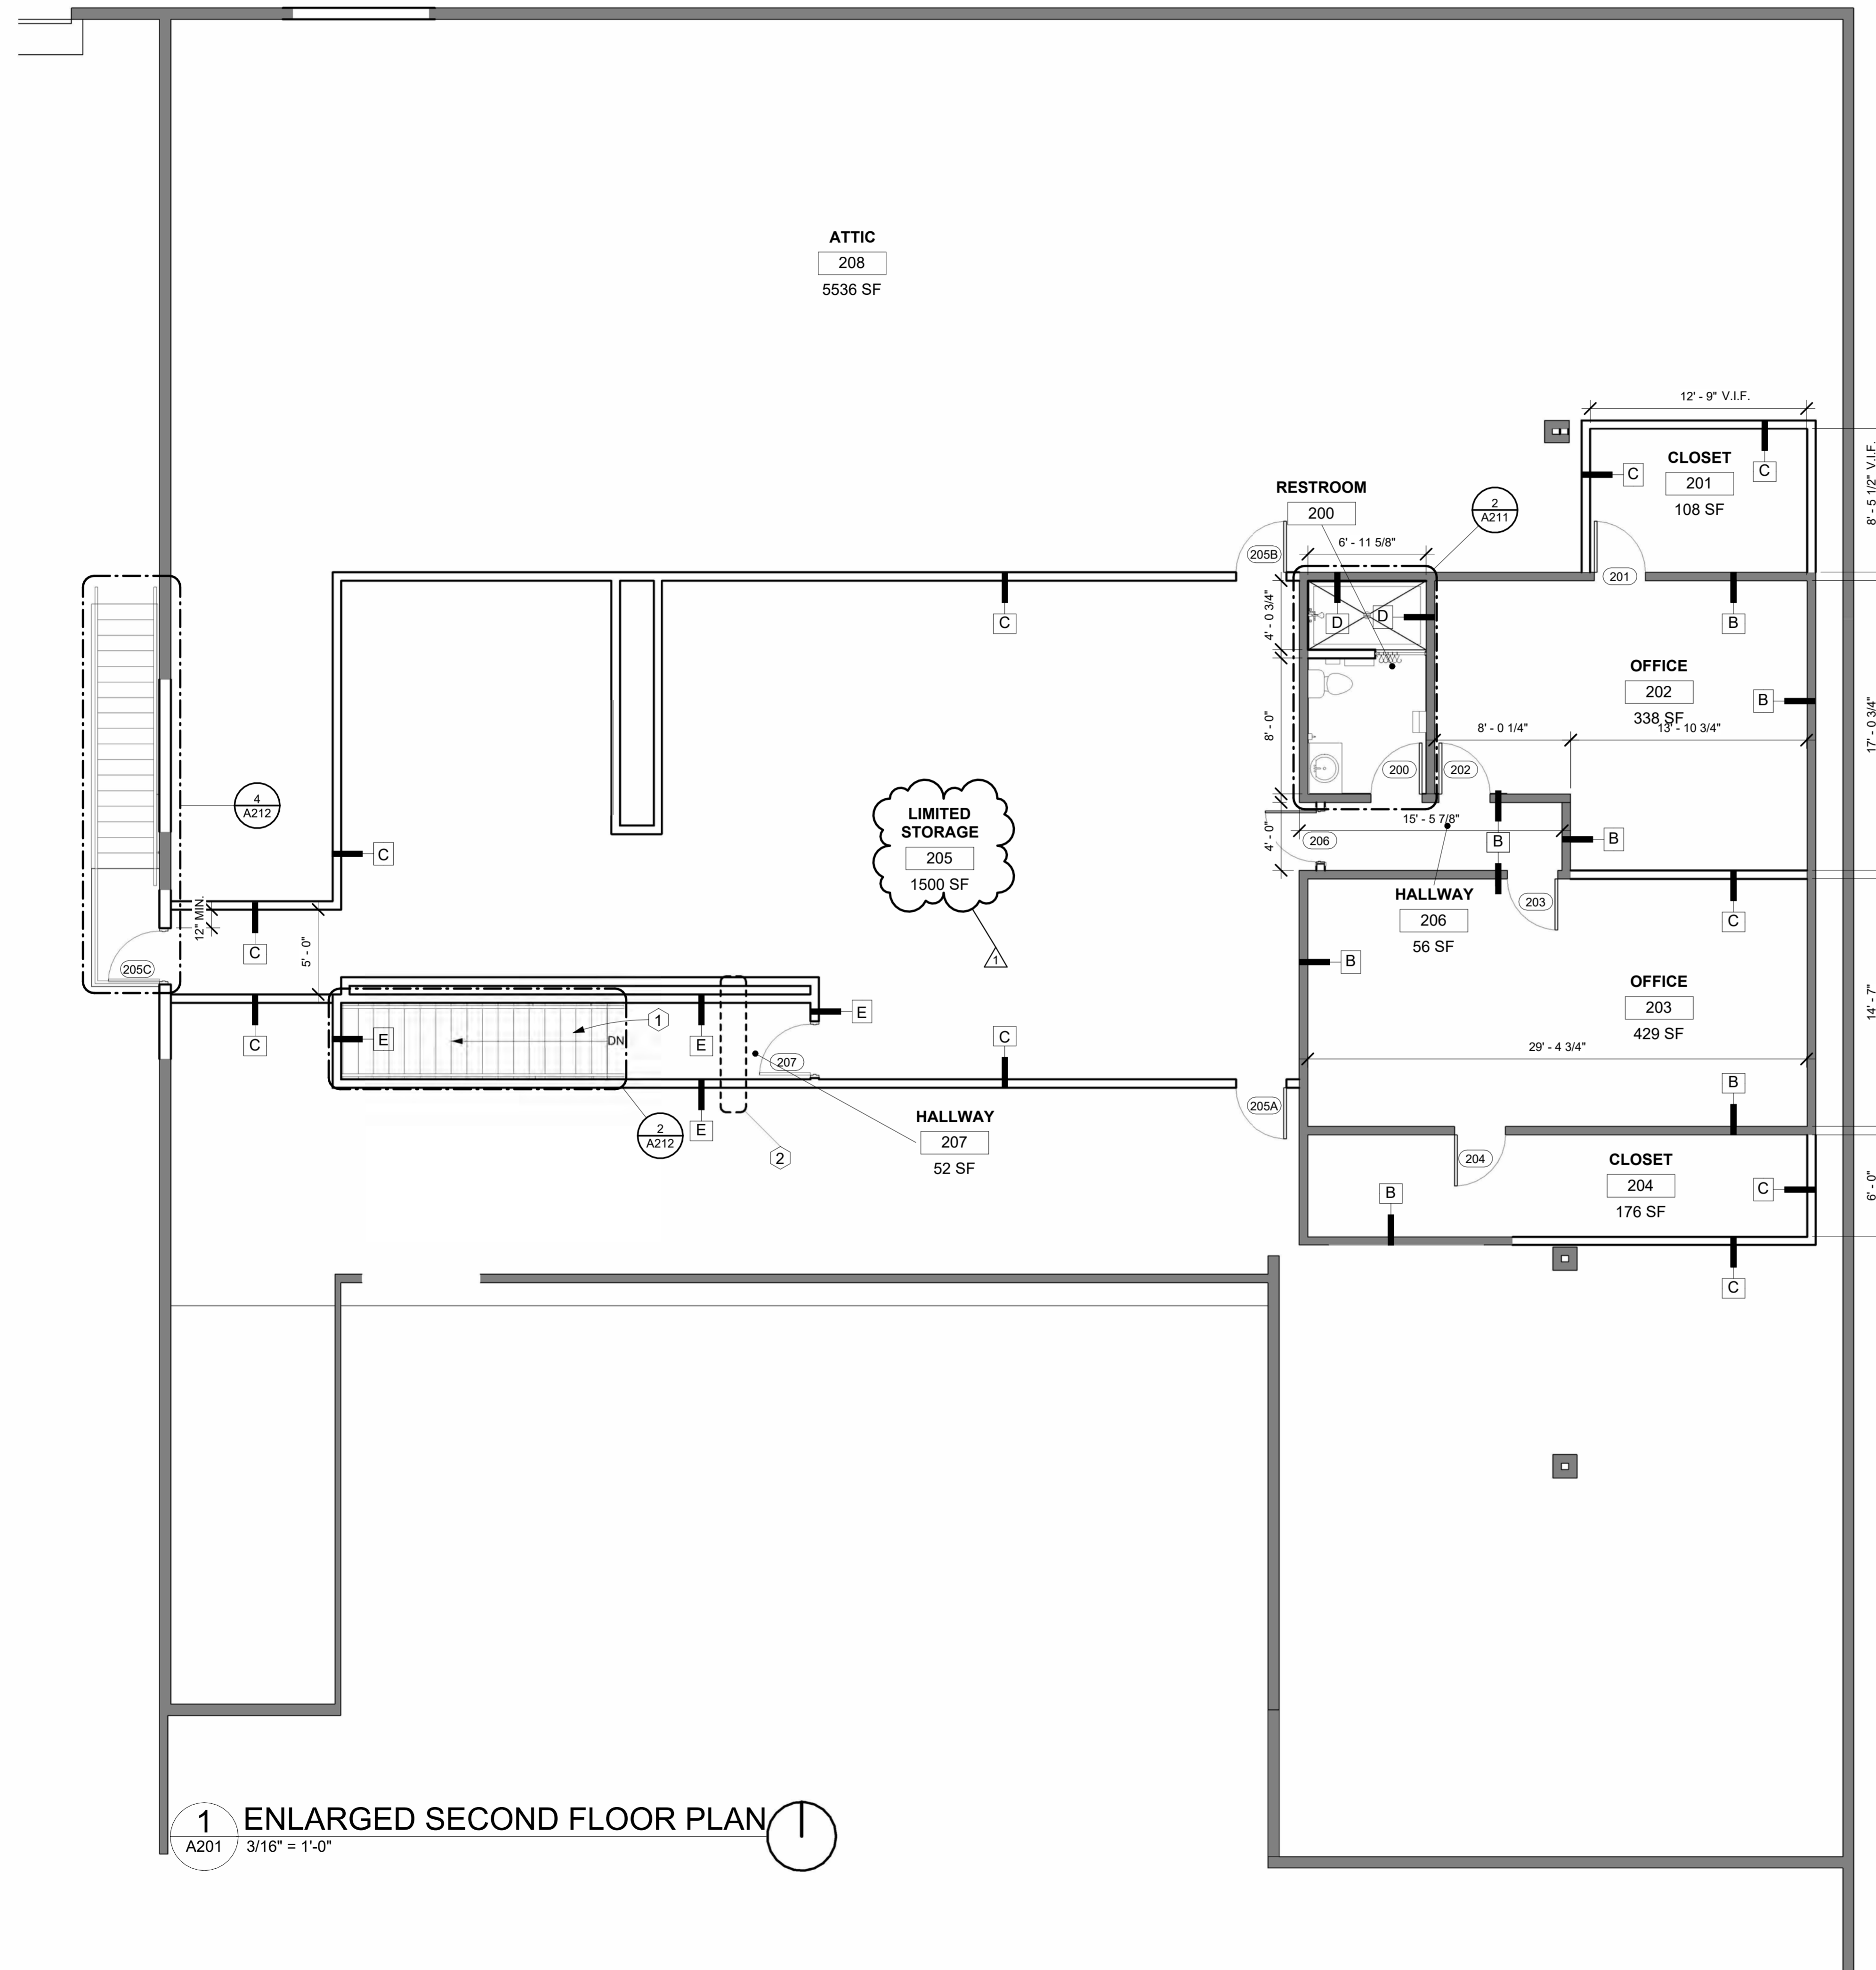 ATTIC
208
5536 SF
12' - 9" V.I.F.
CLOSET
201
108 SF
C
C
8' - 5 1/2" V.I.F.
RESTROOM
200
2
A211
6' - 11 5/8"
205B
201
4' - 0 3/4"
C
D
D
B
OFFICE
202
338 SF
B
8' - 0 1/4"
13' - 10 3/4"
17' - 0 3/4"
8' - 0"
200
202
4
A212
LIMITED
STORAGE
205
1500 SF
1
15' - 5 7/8"
4' - 0"
206
B
B
C
HALLWAY
206
56 SF
203
C
12" MIN.
5' - 0"
C
205C
B
OFFICE
203
429 SF
14' - 7"
29' - 4 3/4"
C
E
DN
1
E
E
C
207
B
205A
2
A212
E
2
HALLWAY
207
52 SF
204
CLOSET
204
176 SF
B
C
6' - 0"
C
1
A201
ENLARGED SECOND FLOOR PLAN
3/16" = 1'-0"